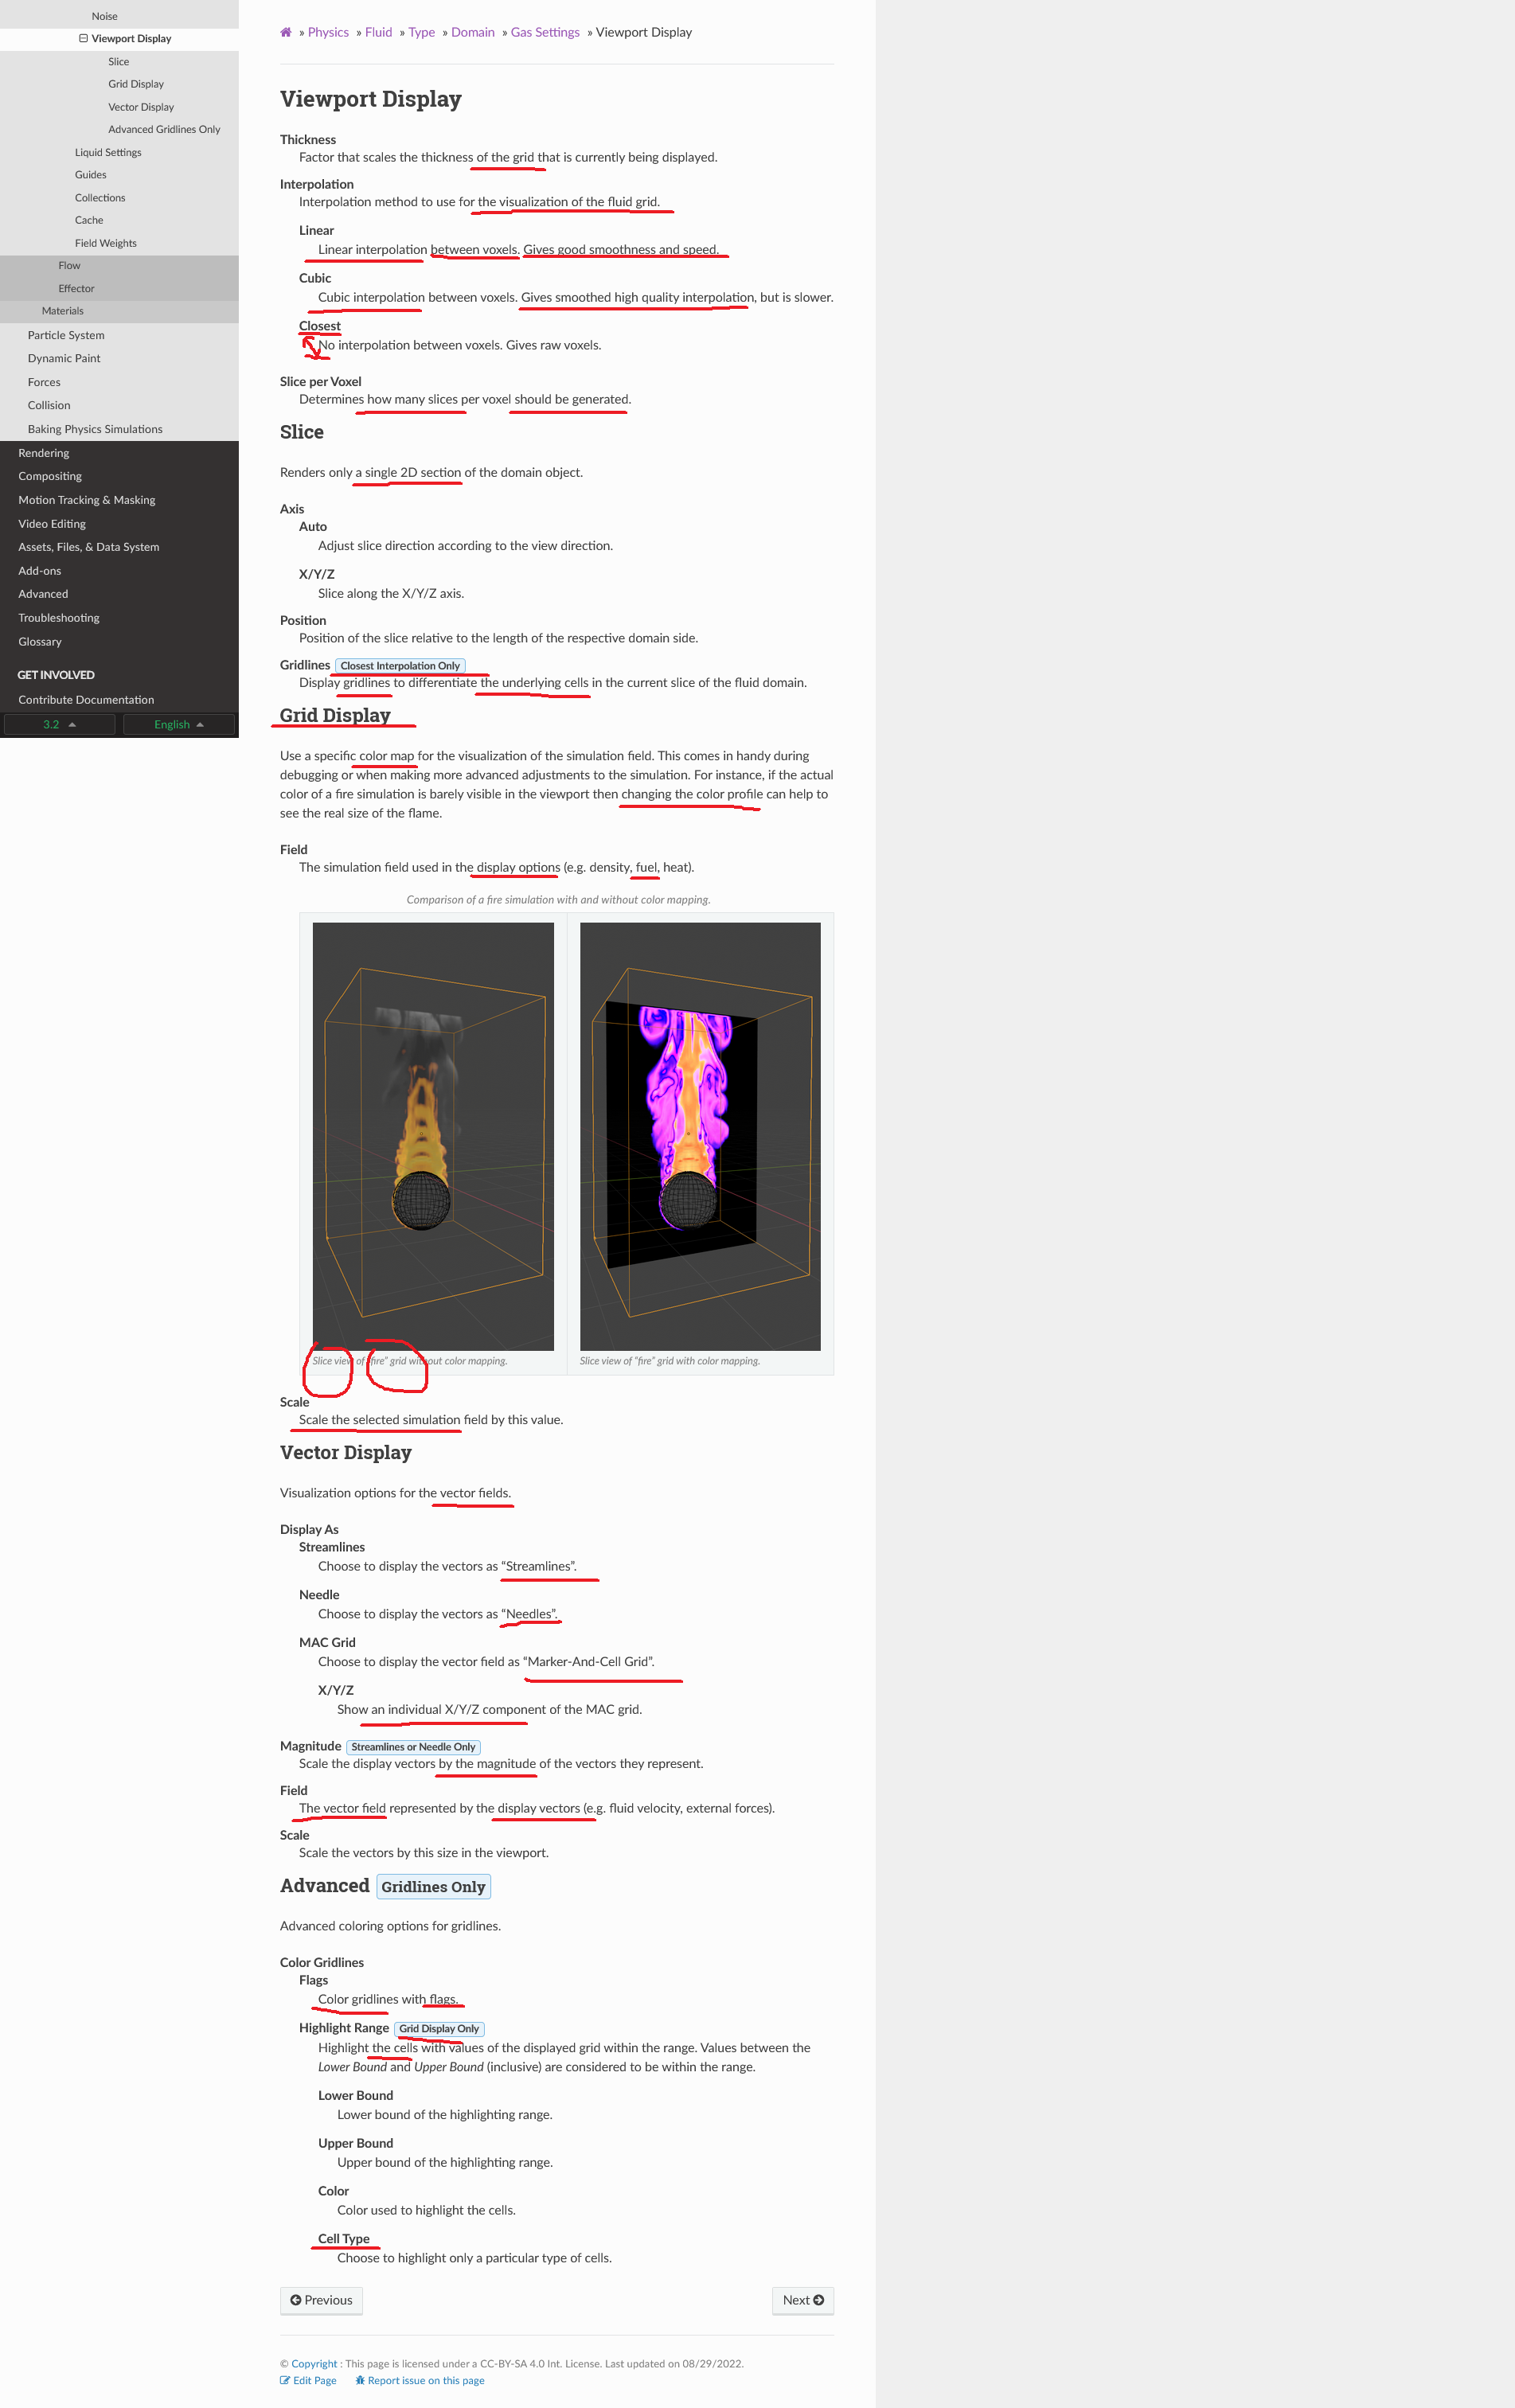 Noise
Viewport Display
Slice
Grid Display
Vector Display
Advanced Gridlines Only
Liquid Settings
Guides
Collections
Cache
Field Weights
Flow
Effector
Materials
Particle System
Dynamic Paint
Forces
Collision
Baking Physics Simulations
Rendering
Compositing
Motion Tracking & Masking
Video Editing
Assets, Files, & Data System
Add-ons
Advanced
Troubleshooting
Glossary
GET INVOLVED
Contribute Documentation
3.2 English
» Physics » Fluid » Type » Domain » Gas Settings » Viewport Display
Viewport Display
Thickness
Factor that scales the thickness of the grid that is currently being displayed.
Interpolation
Interpolation method to use for the visualization of the fluid grid.
Linear
Linear interpolation between voxels. Gives good smoothness and speed.
Cubic
Cubic interpolation between voxels. Gives smoothed high quality interpolation, but is slower.
Closest
No interpolation between voxels. Gives raw voxels.
Slice per Voxel
Determines how many slices per voxel should be generated.
Slice
Renders only a single 2D section of the domain object.
Axis
Auto
Adjust slice direction according to the view direction.
X/Y/Z
Slice along the X/Y/Z axis.
Position
Position of the slice relative to the length of the respective domain side.
Gridlines Closest Interpolation Only
Display gridlines to differentiate the underlying cells in the current slice of the fluid domain.
Grid Display
Use a specific color map for the visualization of the simulation field. This comes in handy during
debugging or when making more advanced adjustments to the simulation. For instance, if the actual
color of a fire simulation is barely visible in the viewport then changing the color profile can help to
see the real size of the flame.
Field
The simulation field used in the display options (e.g. density, fuel, heat).
Comparison of a fire simulation with and without color mapping.
Slice view of “fire” grid without color mapping.
Slice view of “fire” grid with color mapping.
Scale
Scale the selected simulation field by this value.
Vector Display
Visualization options for the vector fields.
Display As
Streamlines
Choose to display the vectors as “Streamlines”.
Needle
Choose to display the vectors as “Needles”.
MAC Grid
Choose to display the vector field as “Marker-And-Cell Grid”.
X/Y/Z
Show an individual X/Y/Z component of the MAC grid.
Magnitude Streamlines or Needle Only
Scale the display vectors by the magnitude of the vectors they represent.
Field
The vector field represented by the display vectors (e.g. fluid velocity, external forces).
Scale
Scale the vectors by this size in the viewport.
Advanced Gridlines Only
Advanced coloring options for gridlines.
Color Gridlines
Flags
Color gridlines with flags.
Highlight Range Grid Display Only
Highlight the cells with values of the displayed grid within the range. Values between the
Lower Bound and Upper Bound (inclusive) are considered to be within the range.
Lower Bound
Lower bound of the highlighting range.
Upper Bound
Upper bound of the highlighting range.
Color
Color used to highlight the cells.
Cell Type
Choose to highlight only a particular type of cells.
Previous Next
© Copyright : This page is licensed under a CC-BY-SA 4.0 Int. License. Last updated on 08/29/2022.
Edit Page Report issue on this page